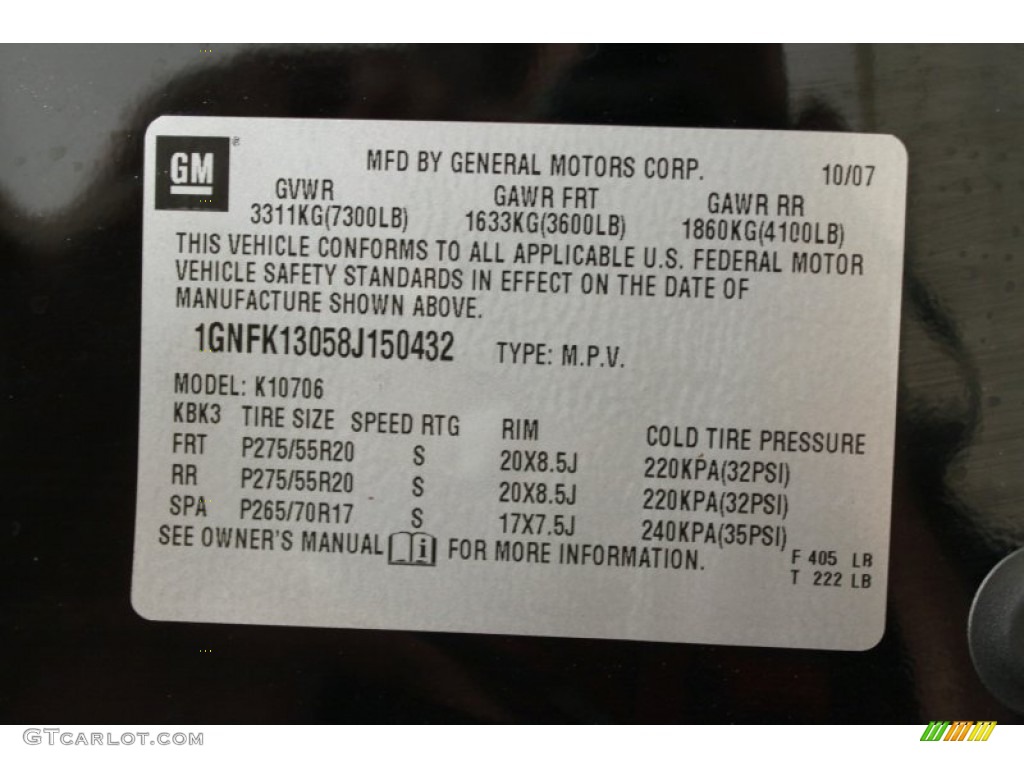 GM ®
MFD BY GENERAL MOTORS CORP. 10/07
GVWR GAWR FRT GAWR RR
3311KG(7300LB) 1633KG(3600LB) 1860KG(4100LB)
THIS VEHICLE CONFORMS TO ALL APPLICABLE U.S. FEDERAL MOTOR
VEHICLE SAFETY STANDARDS IN EFFECT ON THE DATE OF
MANUFACTURE SHOWN ABOVE.
1GNFK13058J150432 TYPE: M.P.V.
MODEL: K10706
KBK3 TIRE SIZE SPEED RTG RIM COLD TIRE PRESSURE
FRT P275/55R20 S 20X8.5J 220KPA(32PSI)
RR P275/55R20 S 20X8.5J 220KPA(32PSI)
SPA P265/70R17 S 17X7.5J 240KPA(35PSI)
SEE OWNER'S MANUAL i FOR MORE INFORMATION.
F 405 LB
T 222 LB
GTcarlot.com